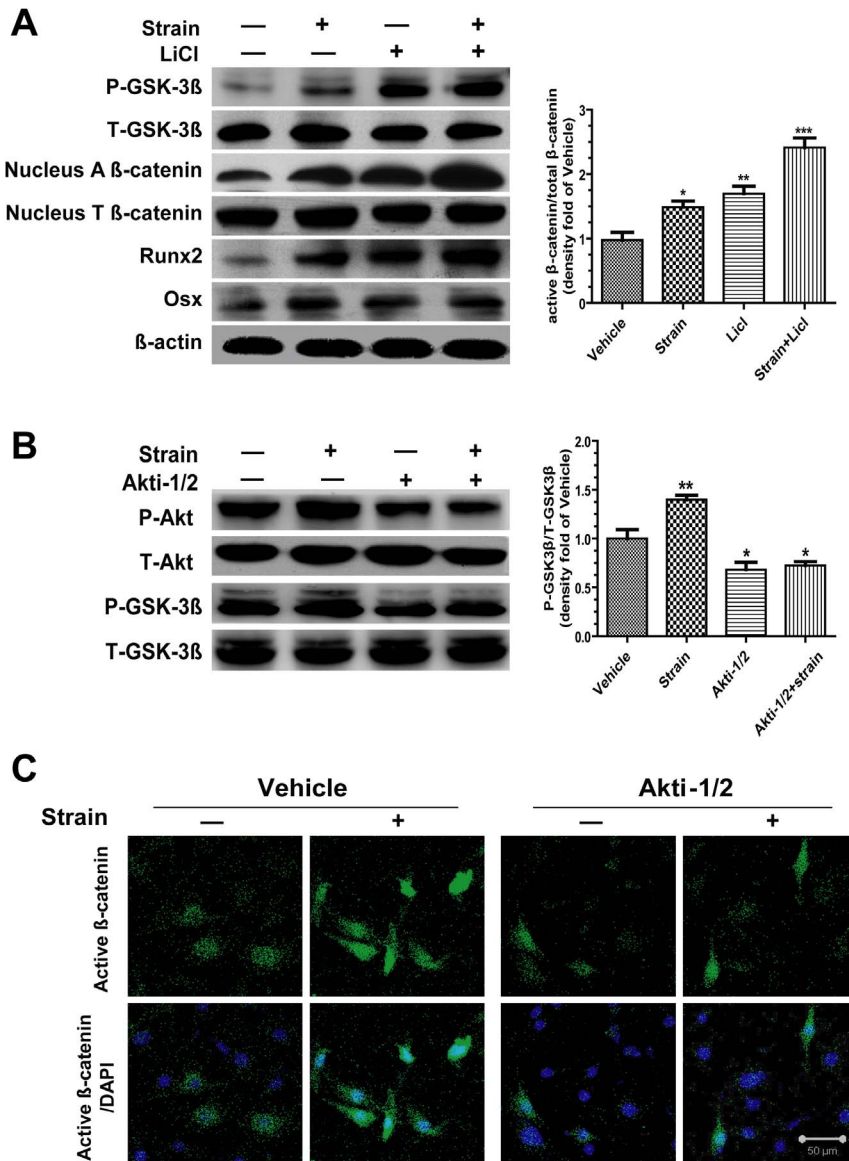 A
Strain — + — +
LiCl — — + +
P-GSK-3ß
T-GSK-3ß
Nucleus A ß-catenin
Nucleus T ß-catenin
Runx2
Osx
ß-actin
active β-catenin/total β-catenin
(density fold of Vehicle)
3
2
1
0
*
**
***
Vehicle
Strain
Licl
Strain+Licl
B
Strain — + — +
Akti-1/2 — — + +
P-Akt
T-Akt
P-GSK-3ß
T-GSK-3ß
P-GSK3β/T-GSK3β
(density fold of Vehicle)
2.0
1.5
1.0
0.5
0.0
**
*
*
Vehicle
Strain
Akti-1/2
Akti-1/2+strain
C
Vehicle Akti-1/2
Strain — + — +
Active ß-catenin
Active ß-catenin
/DAPI
50 µm